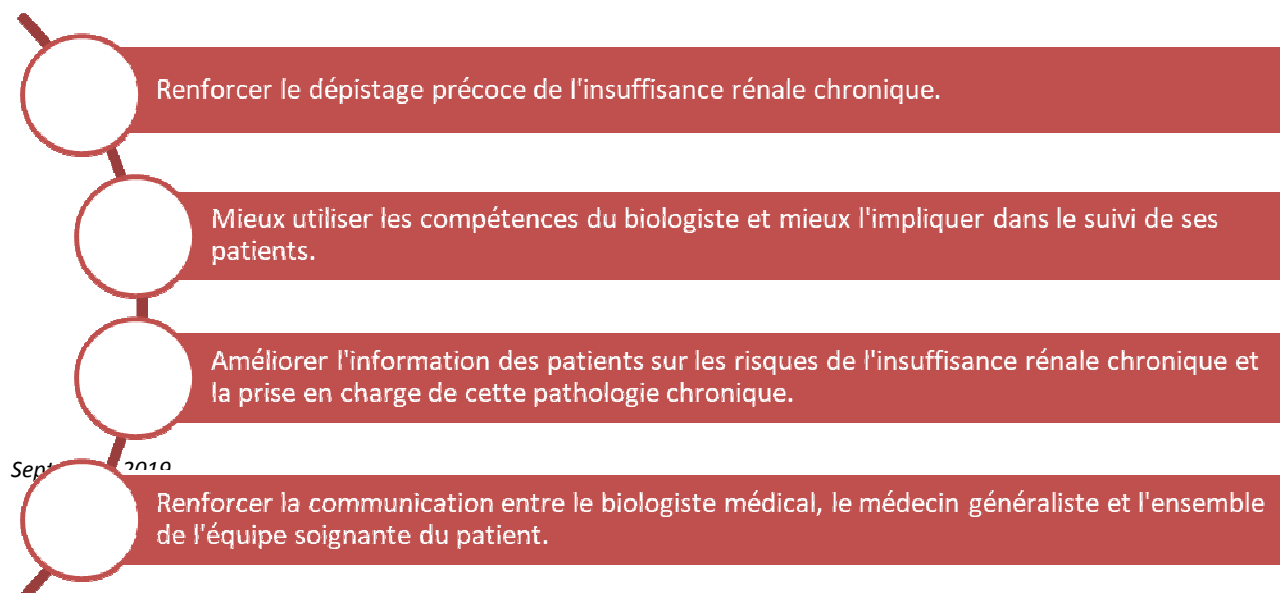 Renforcer le dépistage précoce de l'insuffisance rénale chronique.
Mieux utiliser les compétences du biologiste et mieux l'impliquer dans le suivi de ses
patients.
Améliorer l'information des patients sur les risques de l'insuffisance rénale chronique et
la prise en charge de cette pathologie chronique.
2019
Renforcer la communication entre le biologiste médical, le médecin généraliste et l'ensemble
de l'équipe soignante du patient.